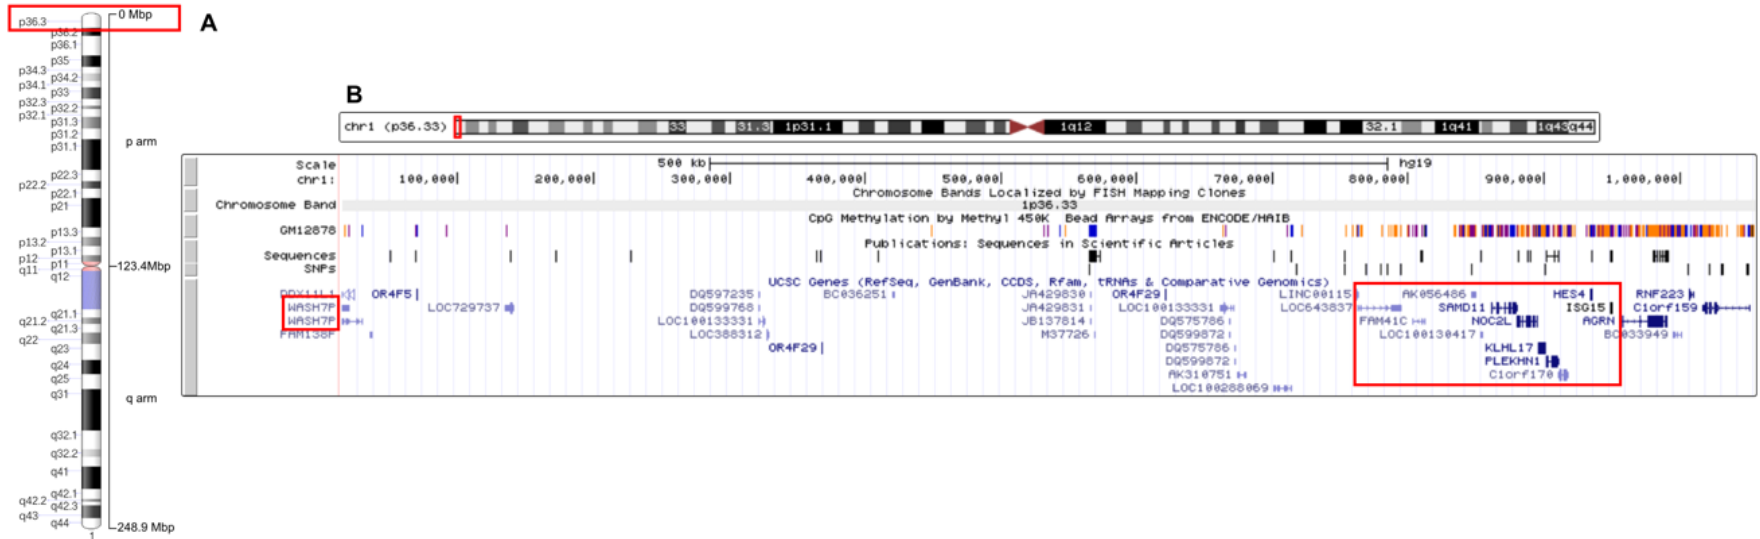 A
0 Mbp
p36.3
p36.2
p36.1
p35
p34.3
p34.2
p34.1
p33
p32.3
p32.2
p32.1
p31.3
p31.2
p31.1
p arm
p22.3
p22.2
p22.1
p21
p13.3
p13.2
p13.1
p12
p11
q11
q12
123.4Mbp
q21.1
q21.2
q21.3
q22
q23
q24
q25
q31
q arm
q32.1
q32.2
q41
q42.1
q42.2
q42.3
q43
q44
248.9 Mbp
1
B
chr1 (p36.33) 33 31.3 1p31.1 1q12 32.1 1q41 1q43 q44
Scale 500 kb hg19
chr1: 100,000 200,000 300,000 400,000 500,000 600,000 700,000 800,000 900,000 1,000,000
Chromosome Bands Localized by FISH Mapping Clones
Chromosome Band 1p36.33
CpG Methylation by Methyl 450K Bead Arrays from ENCODE/HAIB
GM12878
Publications: Sequences in Scientific Articles
Sequences
SNPs
UCSC Genes (RefSeq, GenBank, CCDS, Rfam, tRNAs & Comparative Genomics)
DDX11L1 OR4F5 DQ597235 BC036251 JA429830 OR4F29 LINC00115 AK056486 HES4 RNF223
WASH7P LOC729737 DQ599768 JA429831 LOC100133331 LOC643837 SAMD11 ISG15 C1orf159
WASH7P LOC100133331 JB137814 DQ575786 FAM41C NOC2L AGRN
FAM138F LOC388312 M37726 DQ599872 LOC100130417 BC033949
OR4F29 DQ575786 KLHL17
DQ599872 PLEKHN1
AK310751 C1orf170
LOC100288069